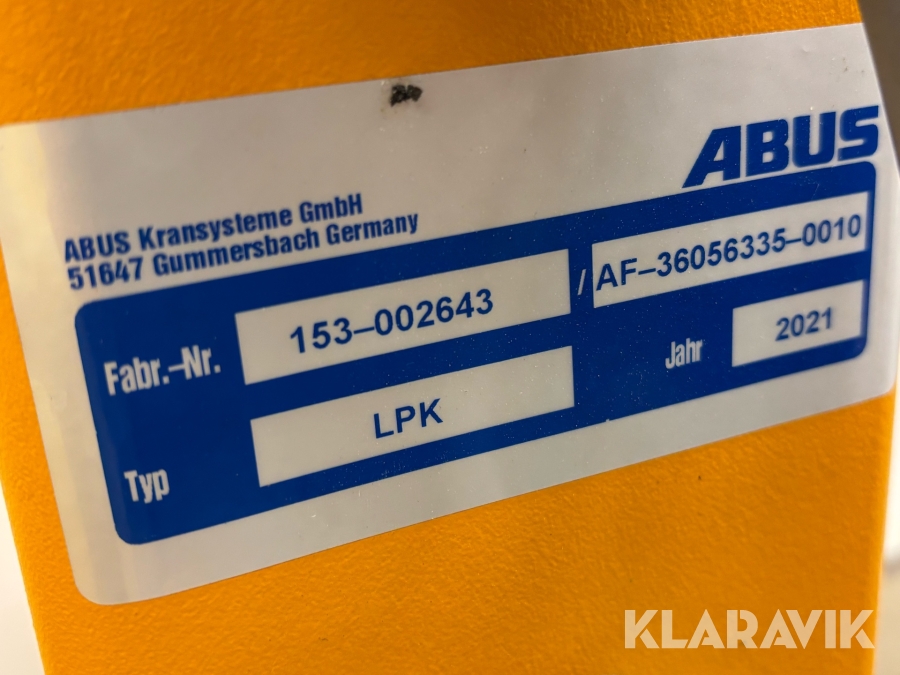 ABUS
ABUS Kransysteme GmbH
51647 Gummersbach Germany
Fabr.-Nr. 153-002643 / AF-36056335-0010
Typ LPK Jahr 2021
KLARAVIK